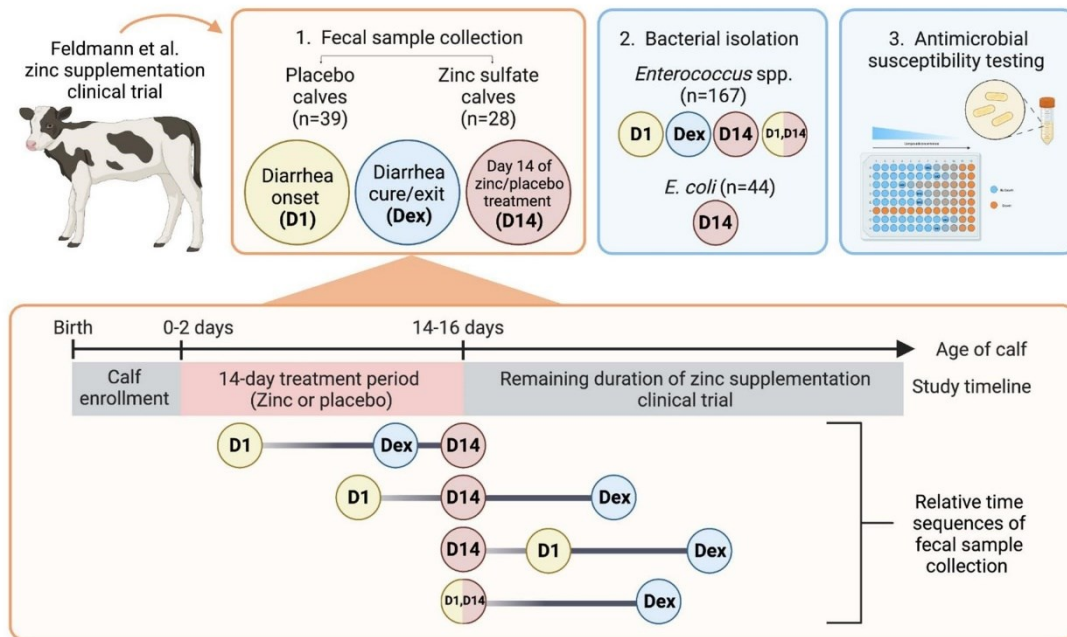 Feldmann et al.
zinc supplementation
clinical trial
1. Fecal sample collection
Placebo
calves
(n=39)
Zinc sulfate
calves
(n=28)
Diarrhea
onset
(D1)
Diarrhea
cure/exit
(Dex)
Day 14 of
zinc/placebo
treatment
(D14)
2. Bacterial isolation
Enterococcus spp.
(n=167)
D1 Dex D14 D1,D14
E. coli (n=44)
D14
3. Antimicrobial
susceptibility testing
Birth 0-2 days 14-16 days
Age of calf
Calf
enrollment
14-day treatment period
(Zinc or placebo)
Remaining duration of zinc supplementation
clinical trial
Study timeline
D1 Dex D14
D1 D14 Dex
D14 D1 Dex
D1,D14 Dex
Relative time
sequences of
fecal sample
collection